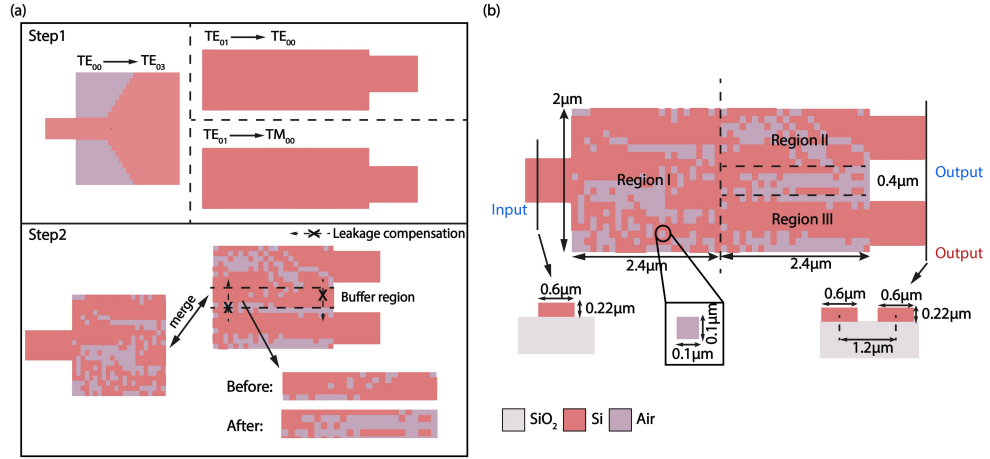 (a)
Step1
TE00 → TE03
TE01 → TE00
TE01 → TM00
Step2
Leakage compensation
merge
Buffer region
Before:
After:
(b)
2μm
Region I
Region II
Region III
0.4μm
Input
Output
Output
2.4μm
2.4μm
0.6μm
0.22μm
0.1μm
0.1μm
0.6μm
0.6μm
0.22μm
1.2μm
SiO2
Si
Air